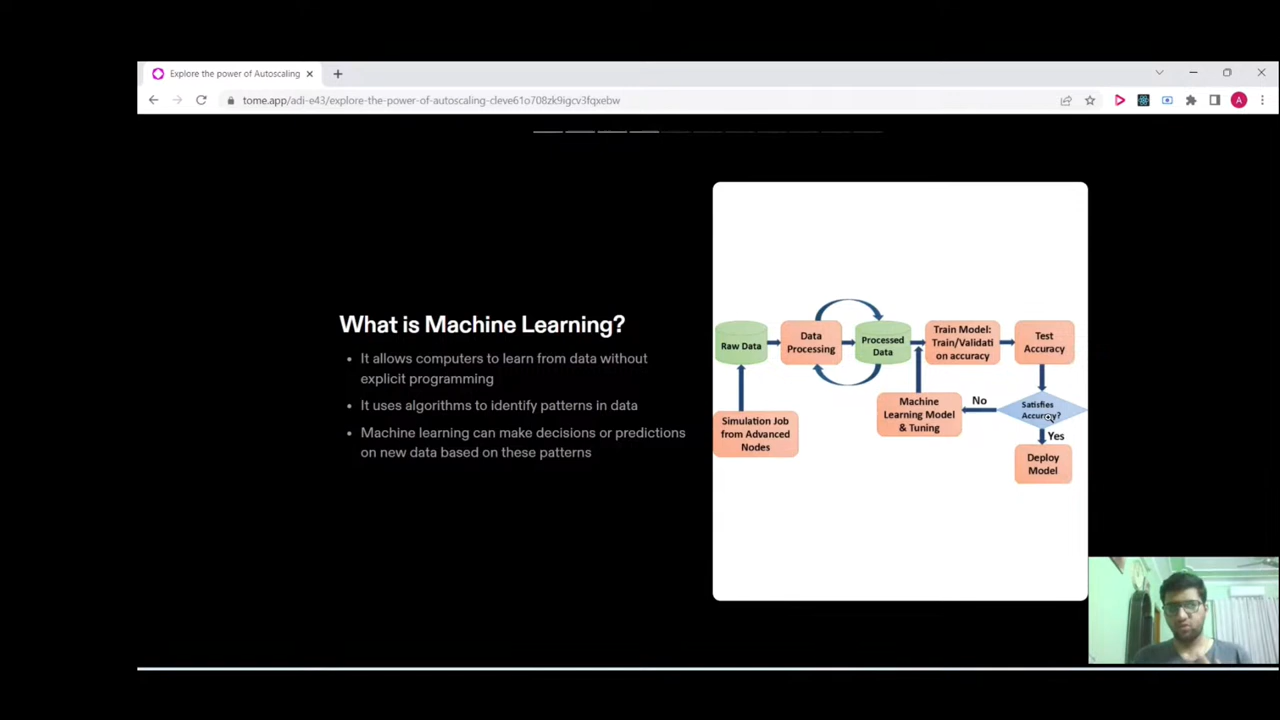 Explore the power of Autoscaling
tome.app/adi-e43/explore-the-power-of-autoscaling-cleve61o708zk9igcv3fqxebw
A
What is Machine Learning?
• It allows computers to learn from data without
explicit programming
• It uses algorithms to identify patterns in data
• Machine learning can make decisions or predictions
on new data based on these patterns
Raw Data
Data
Processing
Processed
Data
Train Model:
Train/Validati
on accuracy
Test
Accuracy
Simulation Job
from Advanced
Nodes
Machine
Learning Model
& Tuning
No
Satisfies
Accuracy?
Yes
Deploy
Model